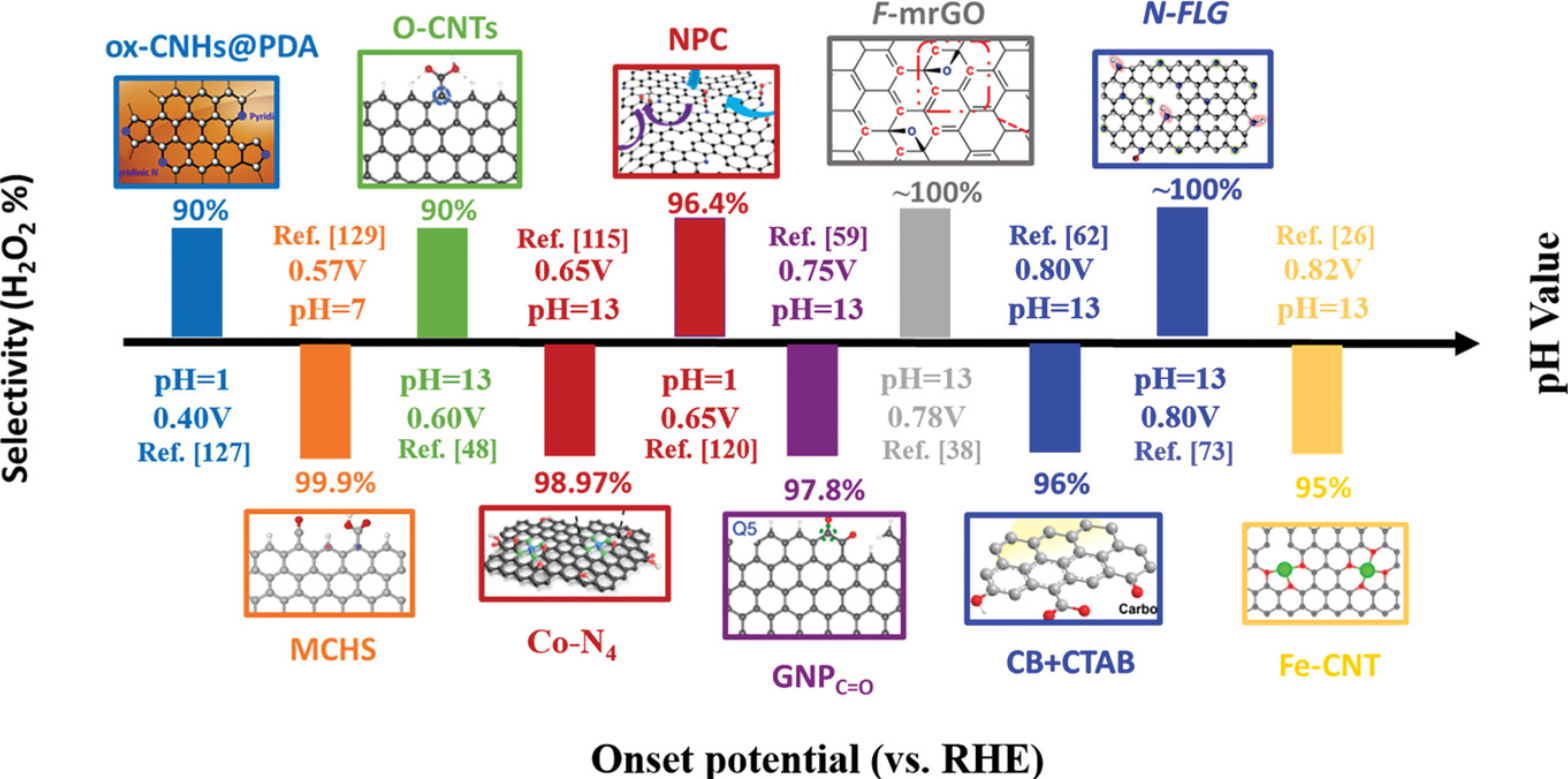 Selectivity (H₂O₂ %)
ox-CNHs@PDA
O-CNTs
NPC
F-mrGO
N-FLG
Pyridi
yridinic N
C
O
C
C
C
C
C
C
C
O
C
C
C
C
90%
90%
96.4%
~100%
~100%
Ref. [129]
0.57V
pH=7
Ref. [115]
0.65V
pH=13
Ref. [59]
0.75V
pH=13
Ref. [62]
0.80V
pH=13
Ref. [26]
0.82V
pH=13
pH Value
pH=1
0.40V
Ref. [127]
pH=13
0.60V
Ref. [48]
pH=1
0.65V
Ref. [120]
pH=13
0.78V
Ref. [38]
pH=13
0.80V
Ref. [73]
99.9%
98.97%
97.8%
96%
95%
Q5
Carbo
MCHS
Co-N₄
GNP_C=O
CB+CTAB
Fe-CNT
Onset potential (vs. RHE)